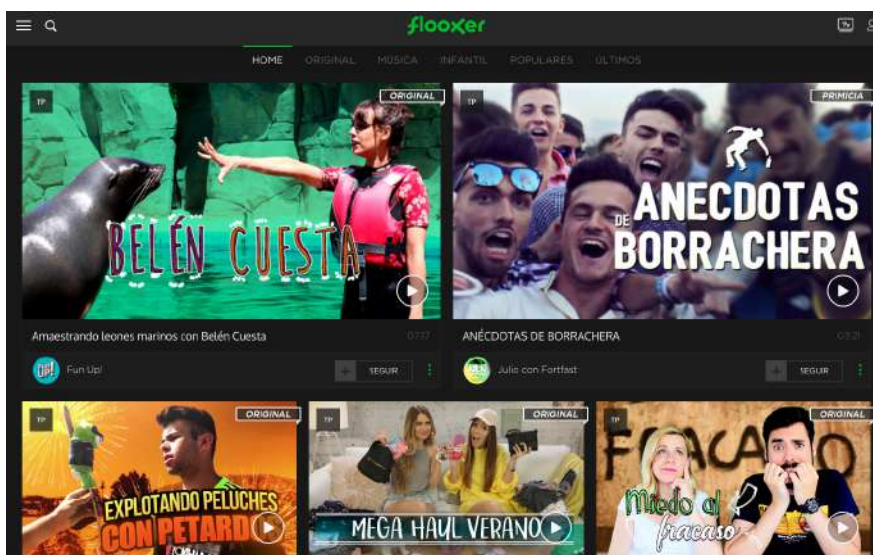 flooxer
HOME ORIGINAL MÚSICA INFANTIL POPULARES ÚLTIMOS
TP ORIGINAL
BELÉN CUESTA
Amaestrando leones marinos con Belén Cuesta 07:17
Fun Up! + SEGUIR
TP PRIMICIA
ANECDOTAS
DE BORRACHERA
ANÉCDOTAS DE BORRACHERA 03:21
Julio con Fortfast + SEGUIR
TP ORIGINAL
EXPLOTANDO PELUCHES
CON PETARDO
TP ORIGINAL
MEGA HAUL VERANO
TP ORIGINAL
FRACASO
Miedo al
fracaso